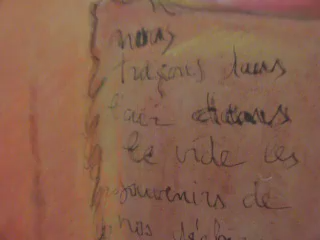 nous
traçons dans
l'air
le vide les
souvenirs de
nos